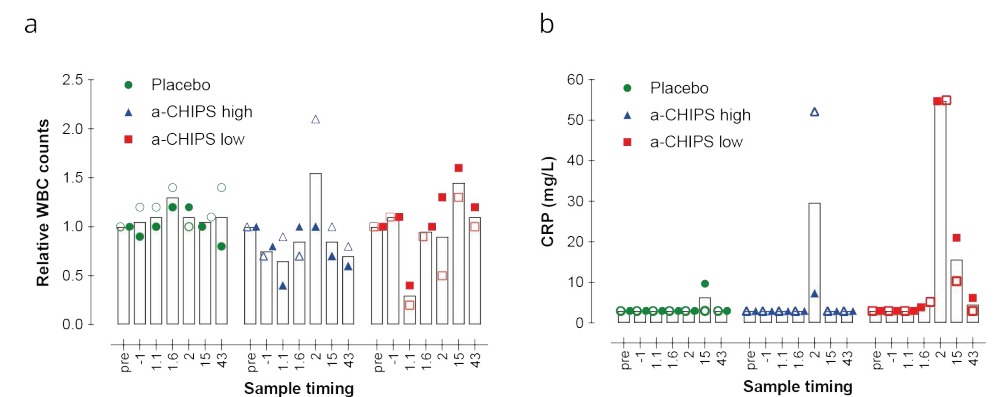 a
Relative WBC counts
2.5
2.0
1.5
1.0
0.5
0.0
Placebo
a-CHIPS high
a-CHIPS low
pre -1 1.1 1.6 2 15 43 pre -1 1.1 1.6 2 15 43 pre -1 1.1 1.6 2 15 43
Sample timing
b
CRP (mg/L)
60
50
40
30
20
10
0
Placebo
a-CHIPS high
a-CHIPS low
pre -1 1.1 1.6 2 15 43 pre -1 1.1 1.6 2 15 43 pre -1 1.1 1.6 2 15 43
Sample timing